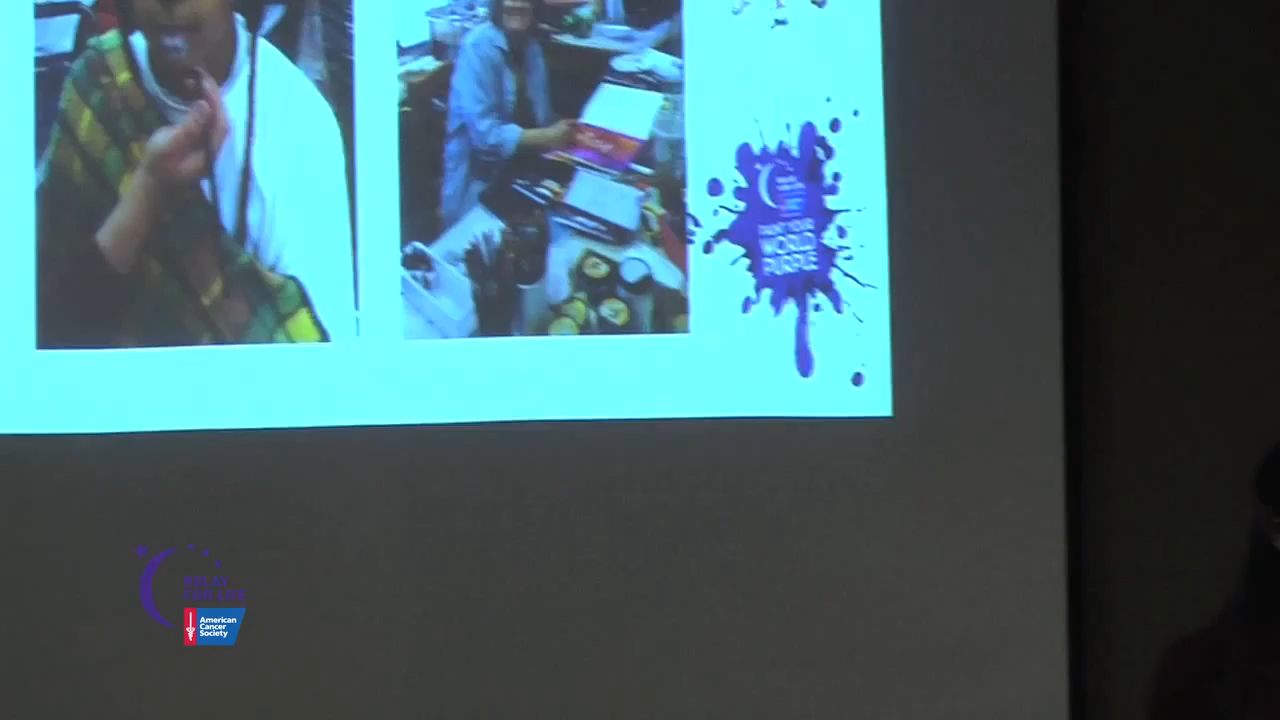 PAINT YOUR
WORLD
PURPLE
RELAY
FOR LIFE
American
Cancer
Society